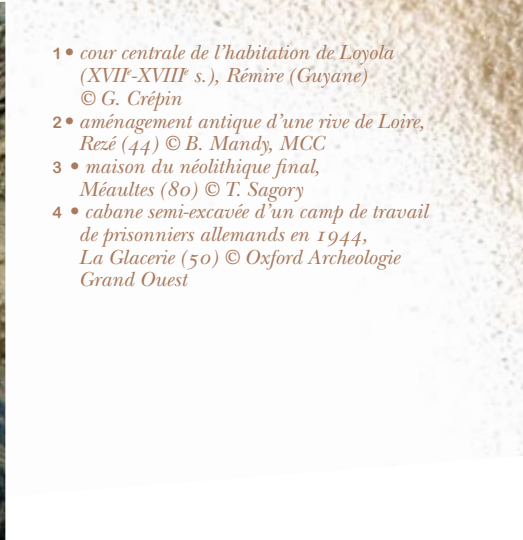 1 • cour centrale de l'habitation de Loyola
(XVIIe-XVIIIe s.), Rémire (Guyane)
© G. Crépin
2 • aménagement antique d'une rive de Loire,
Rezé (44) © B. Mandy, MCC
3 • maison du néolithique final,
Méaultes (80) © T. Sagory
4 • cabane semi-excavée d'un camp de travail
de prisonniers allemands en 1944,
La Glacerie (50) © Oxford Archeologie
Grand Ouest